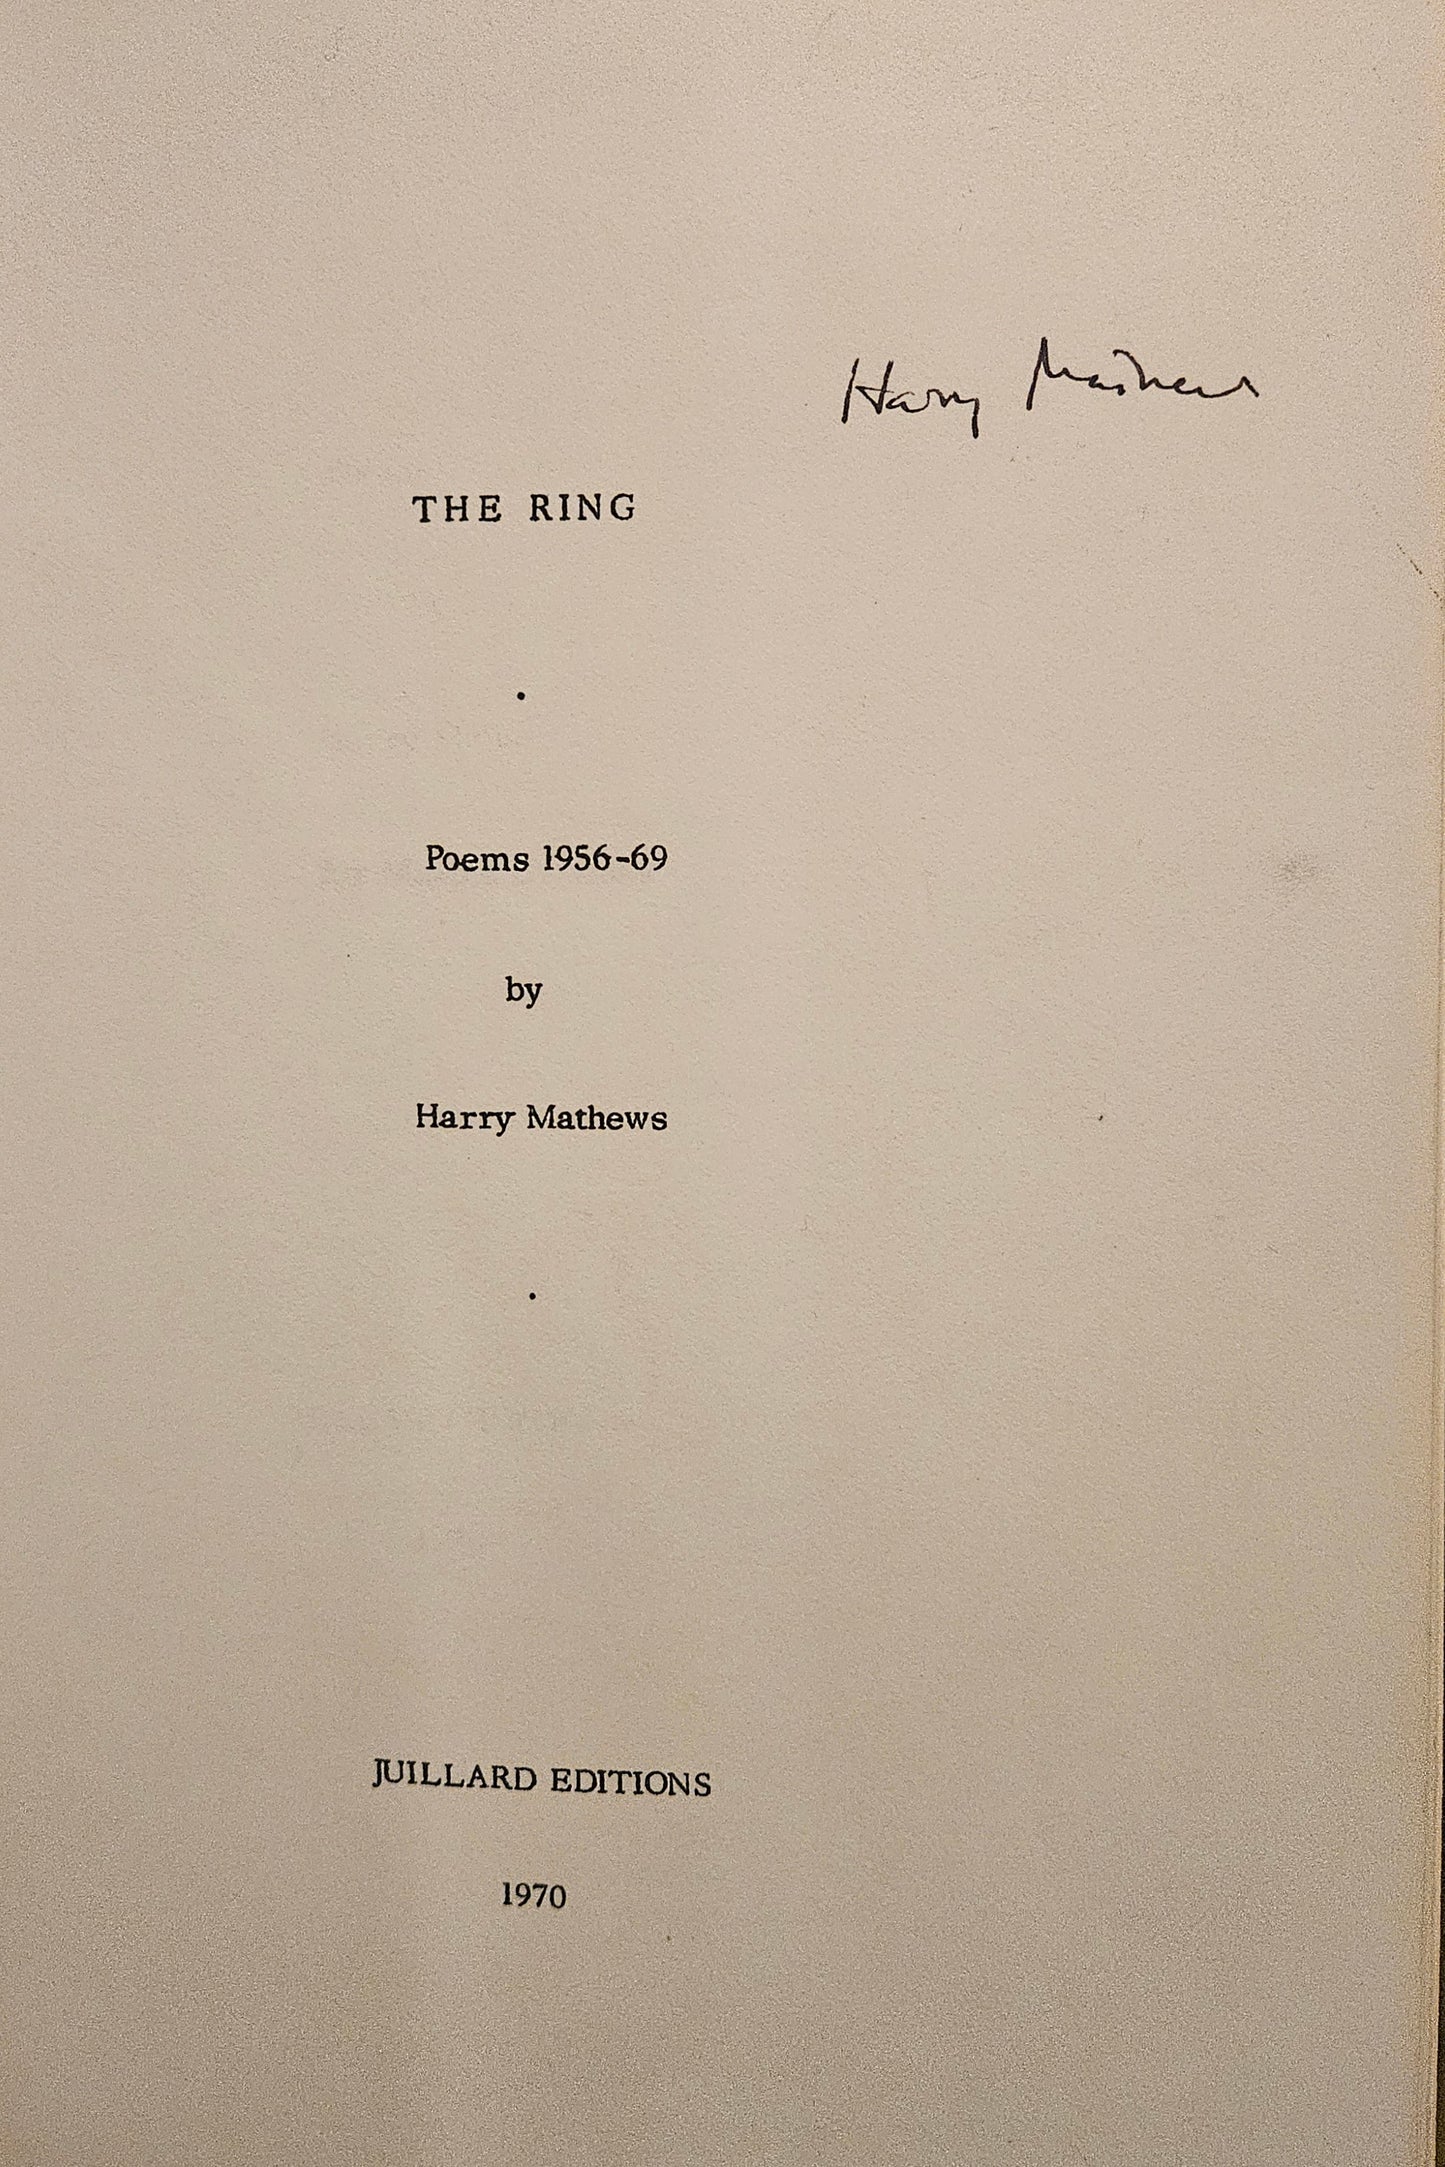 Harry Mathews
THE RING
.
Poems 1956-69
by
Harry Mathews
.
JUILLARD EDITIONS
1970